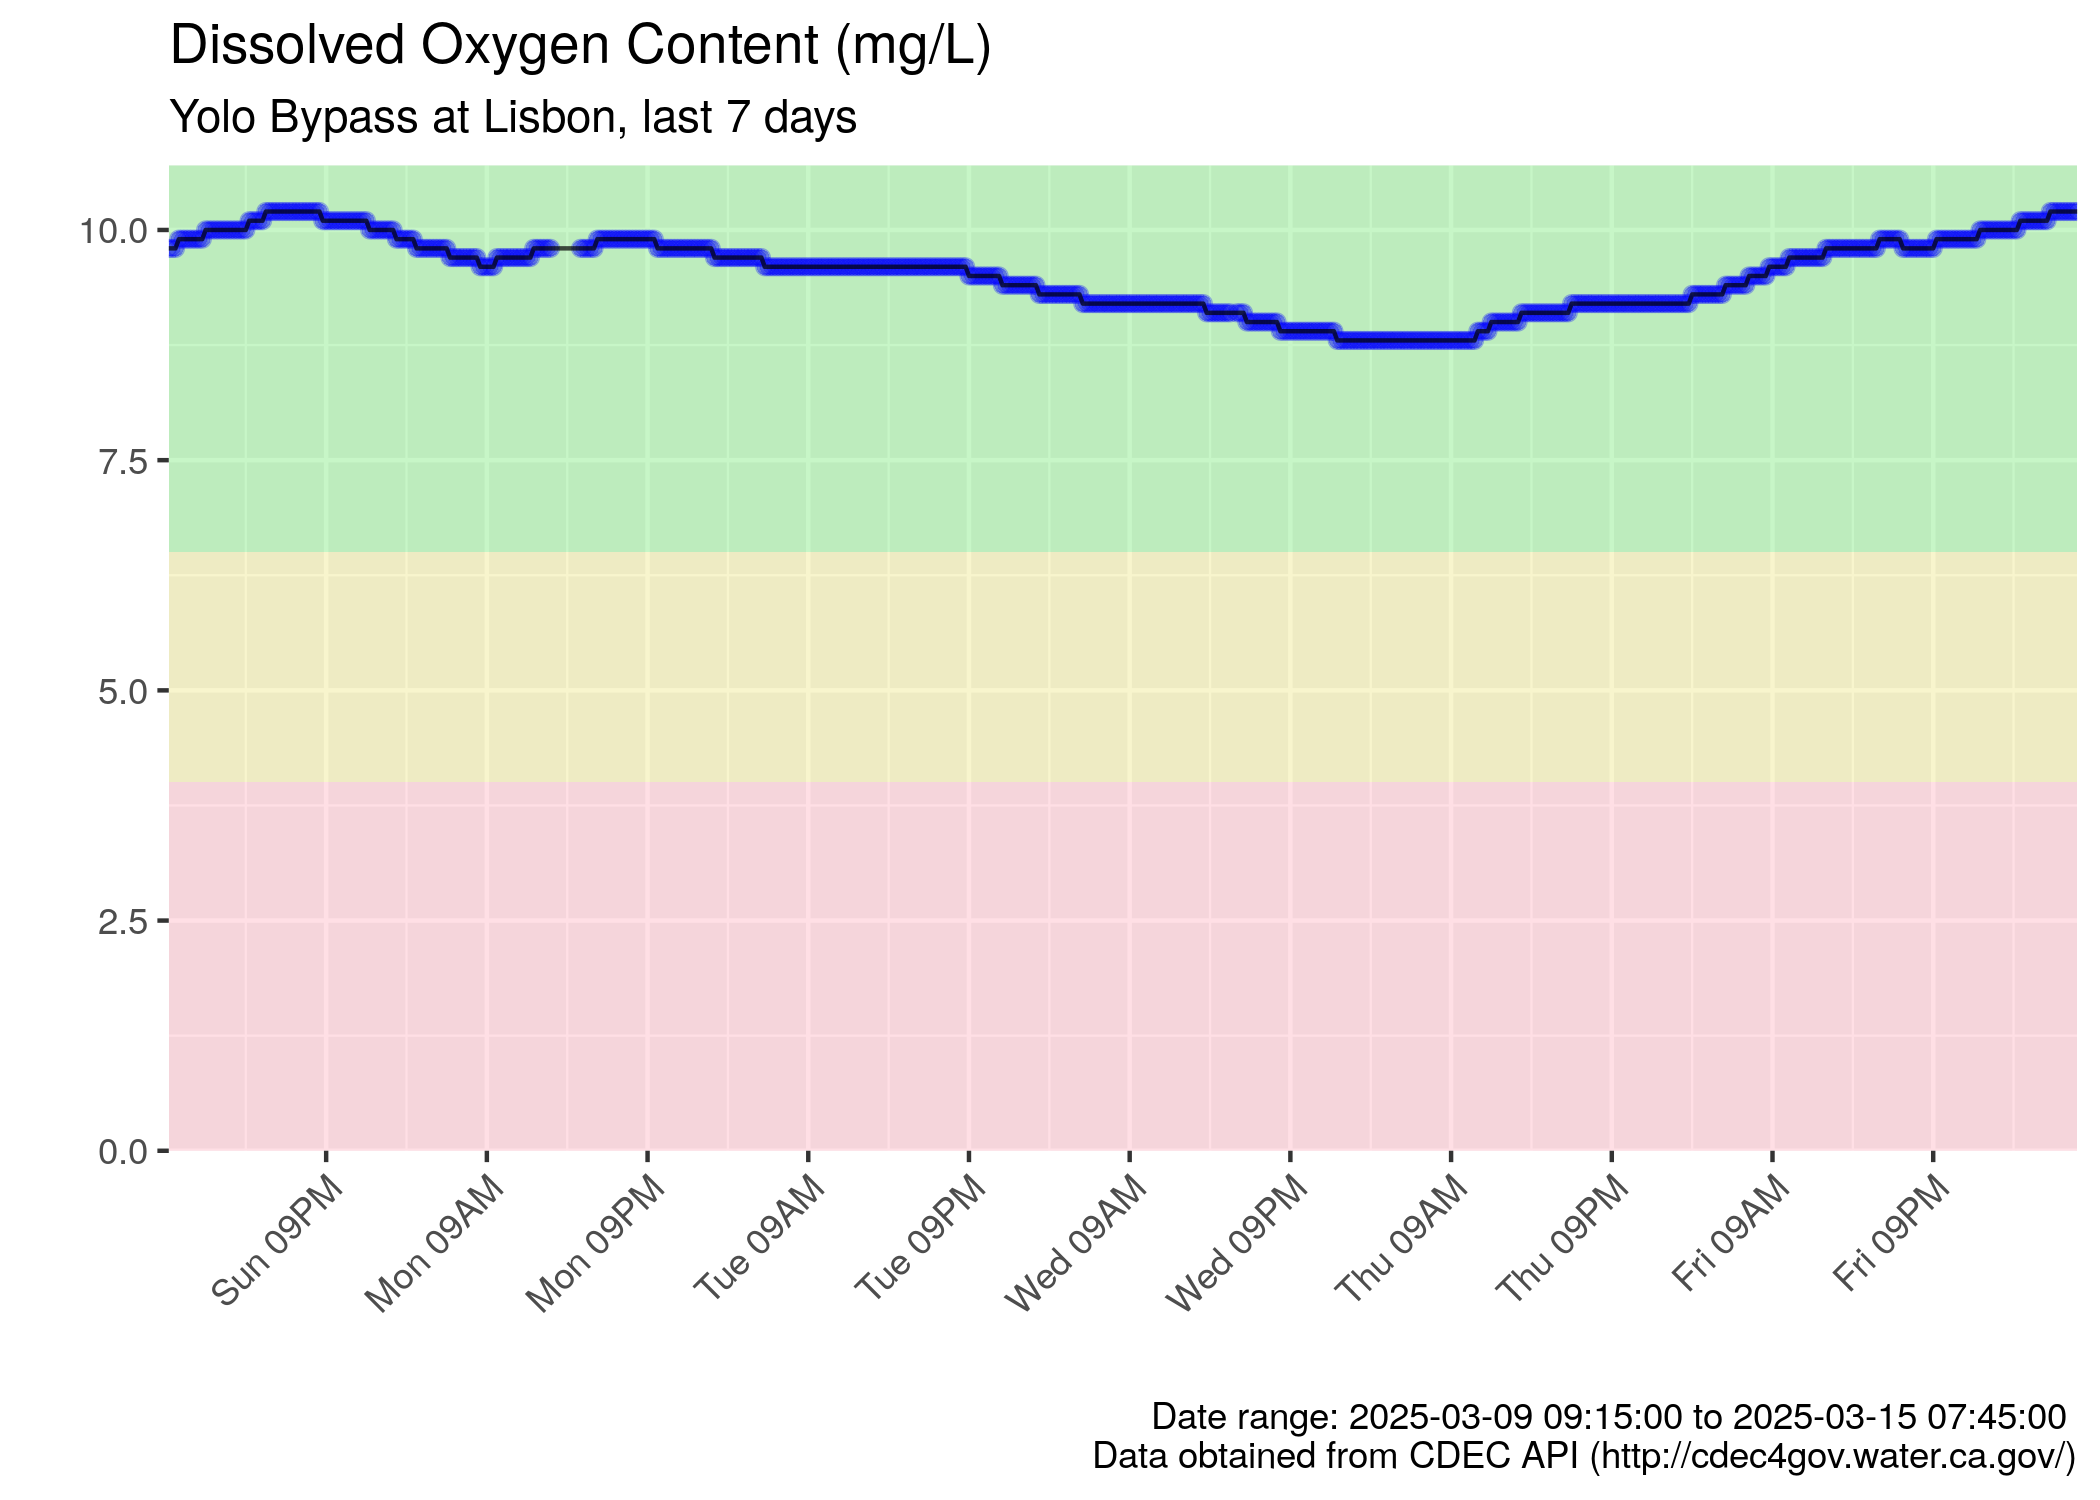 Dissolved Oxygen Content (mg/L)
Yolo Bypass at Lisbon, last 7 days
10.0
7.5
5.0
2.5
0.0
Sun 09PM
Mon 09AM
Mon 09PM
Tue 09AM
Tue 09PM
Wed 09AM
Wed 09PM
Thu 09AM
Thu 09PM
Fri 09AM
Fri 09PM
Date range: 2025-03-09 09:15:00 to 2025-03-15 07:45:00
Data obtained from CDEC API (http://cdec4gov.water.ca.gov/)